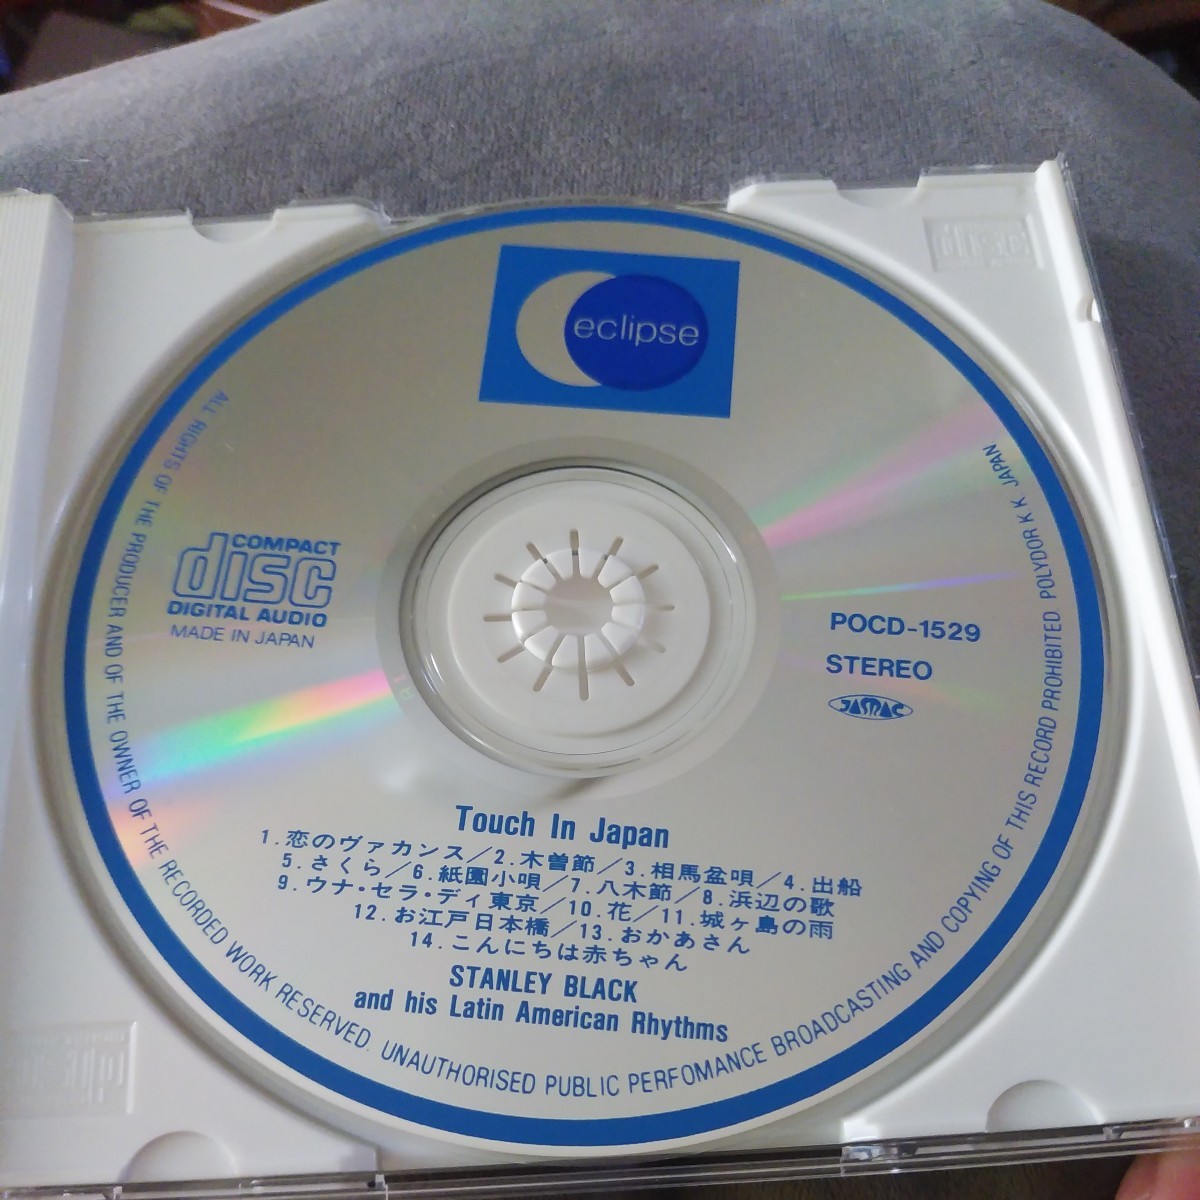 eclipse
COMPACT
disc
DIGITAL AUDIO
MADE IN JAPAN
POCD-1529
STEREO
JASRAC
Touch In Japan
1.恋のヴァカンス/2.木曽節/3.相馬盆唄/4.出船
5.さくら/6.祇園小唄/7.八木節/8.浜辺の歌
9.ウナ・セラ・ディ東京/10.花/11.城ヶ島の雨
12.お江戸日本橋/13.おかあさん
14.こんにちは赤ちゃん
STANLEY BLACK
and his Latin American Rhythms
ALL RIGHTS OF THE PRODUCER AND OF THE OWNER OF THE RECORDED WORK RESERVED. UNAUTHORISED PUBLIC PERFOMANCE BROADCASTING AND COPYING OF THIS RECORD PROHIBITED POLYDOR K.K. JAPAN
disc
disc